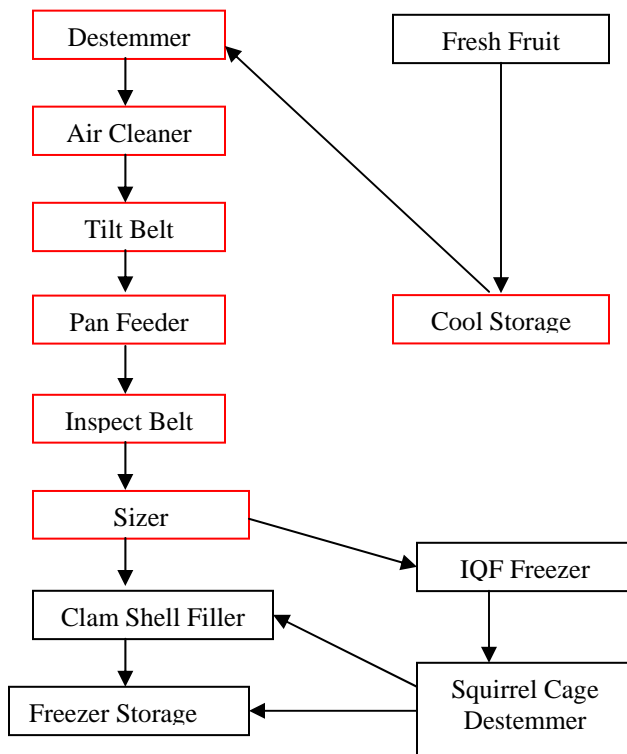 Destemmer
Fresh Fruit
Air Cleaner
Tilt Belt
Pan Feeder
Cool Storage
Inspect Belt
Sizer
IQF Freezer
Clam Shell Filler
Squirrel Cage
Destemmer
Freezer Storage